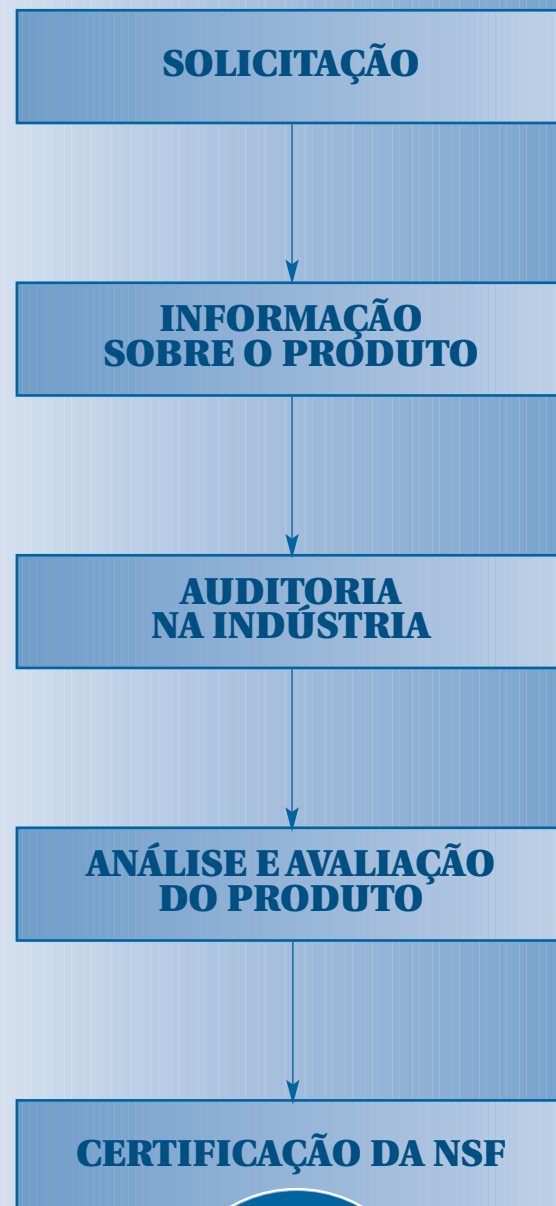 SOLICITAÇÃO
INFORMAÇÃO
SOBRE O PRODUTO
AUDITORIA
NA INDÚSTRIA
ANÁLISE E AVALIAÇÃO
DO PRODUTO
CERTIFICAÇÃO DA NSF